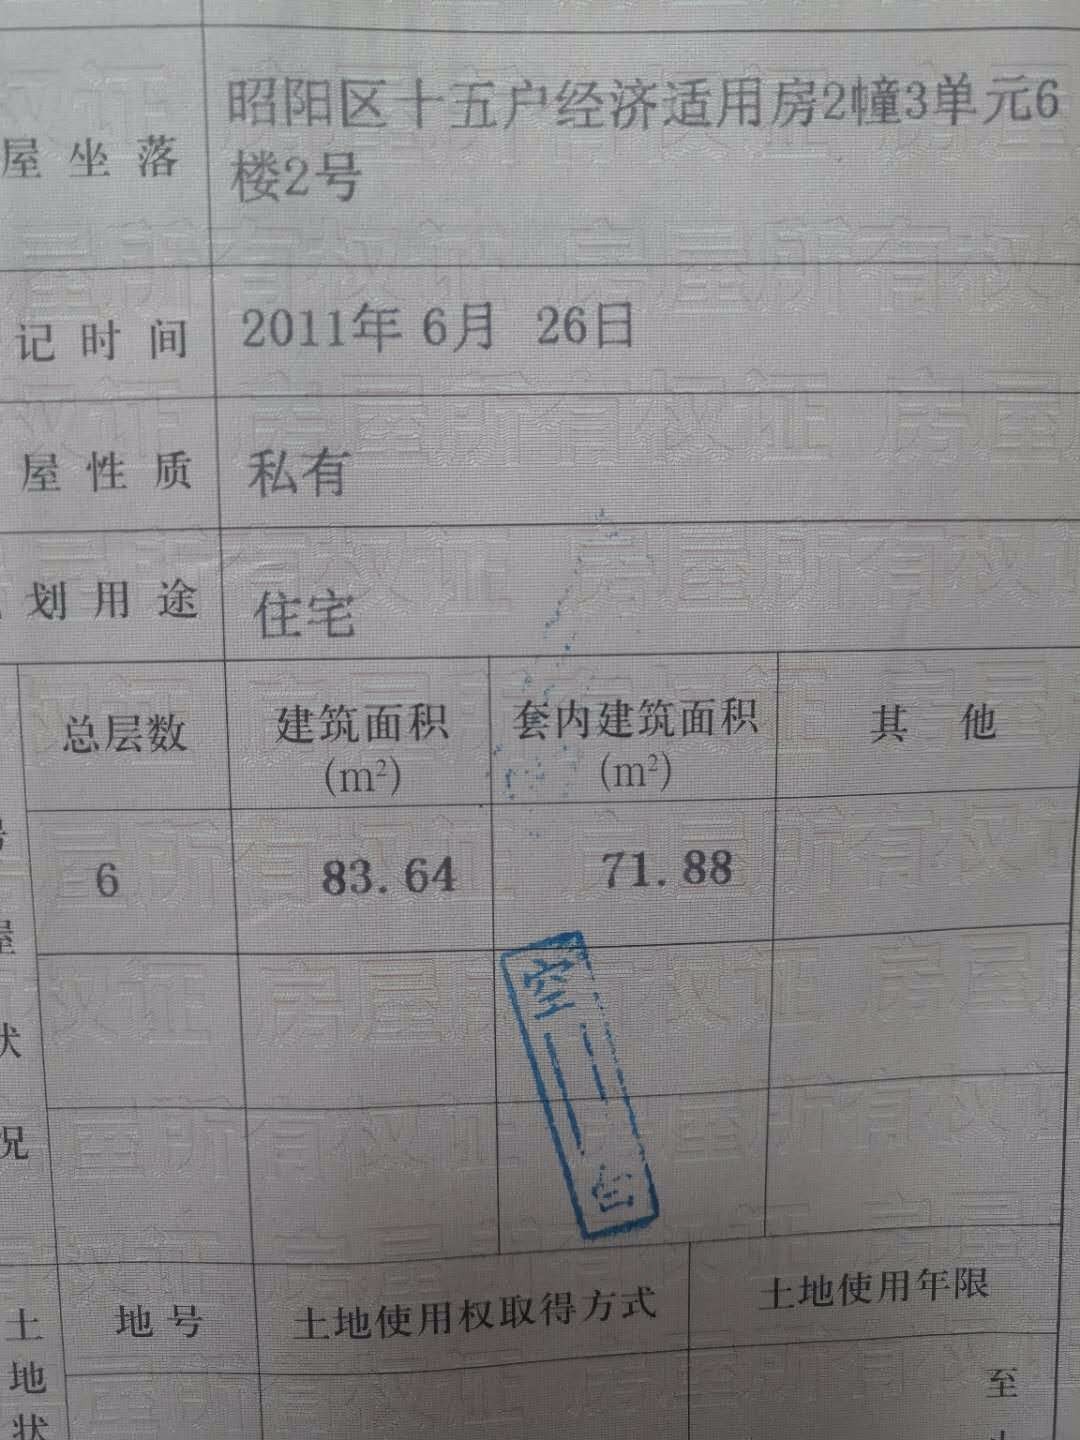 昭阳区十五户经济适用房2幢3单元6
屋坐落
楼2号
记时间 2011年 6月 26日
屋性质 私有
划用途 住宅
总层数 建筑面积 套内建筑面积 其他
(m²) (m²)
6 83.64 71.88
屋
状
况
空
白
地号 土地使用权取得方式 土地使用年限
土
地
状
至